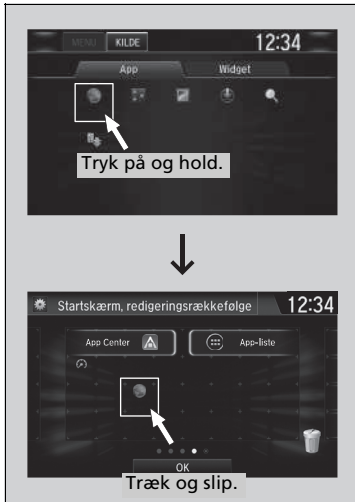 MENU KILDE 12:34
App Widget
Tryk på og hold.
Startskærm, redigeringsrækkefølge 12:34
App Center App-liste
OK
Træk og slip.